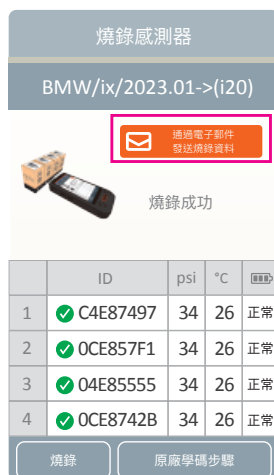 燒錄感測器
BMW/ix/2023.01->(i20)
通過電子郵件
發送燒錄資料
燒錄成功
ID psi °C
1 C4E87497 34 26 正常
2 0CE857F1 34 26 正常
3 04E85555 34 26 正常
4 0CE8742B 34 26 正常
燒錄 原廠學碼步驟